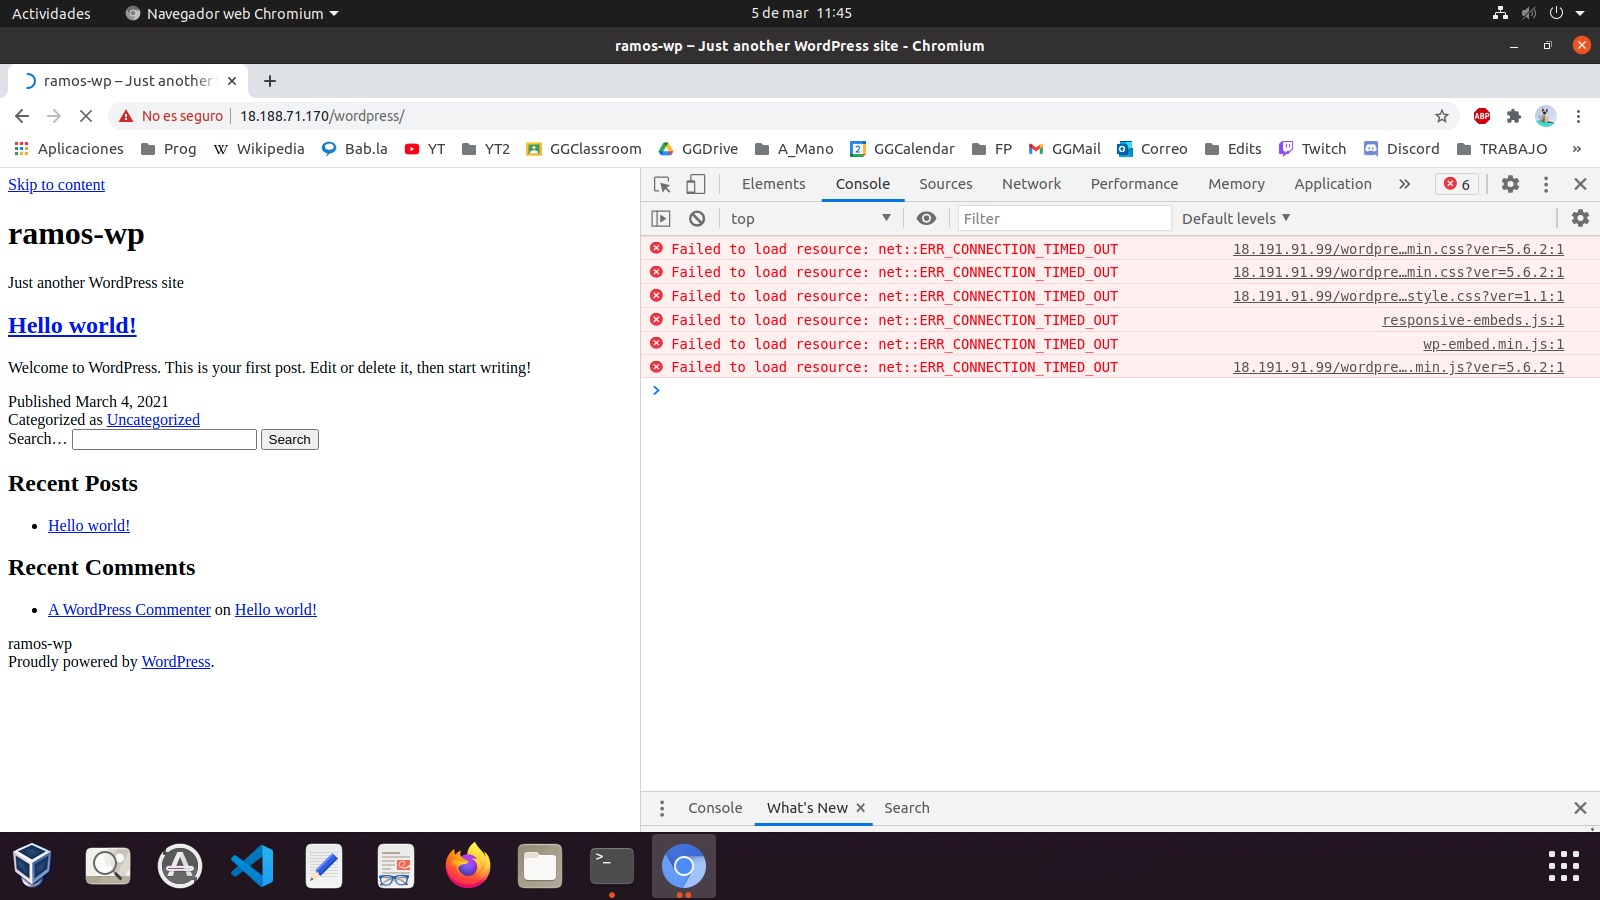 Actividades
Navegador web Chromium
5 de mar 11:45
ramos-wp – Just another WordPress site - Chromium
ramos-wp – Just another
No es seguro
18.188.71.170/wordpress/
ABP
Aplicaciones
Prog
W Wikipedia
Bab.la
YT
YT2
GGClassroom
GGDrive
A_Mano
2 GGCalendar
FP
GGMail
Correo
Edits
Twitch
Discord
TRABAJO
»
Skip to content
ramos-wp
Just another WordPress site
Hello world!
Welcome to WordPress. This is your first post. Edit or delete it, then start writing!
Published March 4, 2021
Categorized as Uncategorized
Search… Search
Recent Posts
Hello world!
Recent Comments
A WordPress Commenter on Hello world!
ramos-wp
Proudly powered by WordPress.
Elements
Console
Sources
Network
Performance
Memory
Application
»
6
top
Filter
Default levels
Failed to load resource: net::ERR_CONNECTION_TIMED_OUT 18.191.91.99/wordpre…min.css?ver=5.6.2:1
Failed to load resource: net::ERR_CONNECTION_TIMED_OUT 18.191.91.99/wordpre…min.css?ver=5.6.2:1
Failed to load resource: net::ERR_CONNECTION_TIMED_OUT 18.191.91.99/wordpre…style.css?ver=1.1:1
Failed to load resource: net::ERR_CONNECTION_TIMED_OUT responsive-embeds.js:1
Failed to load resource: net::ERR_CONNECTION_TIMED_OUT wp-embed.min.js:1
Failed to load resource: net::ERR_CONNECTION_TIMED_OUT 18.191.91.99/wordpre….min.js?ver=5.6.2:1
Console
What's New
Search